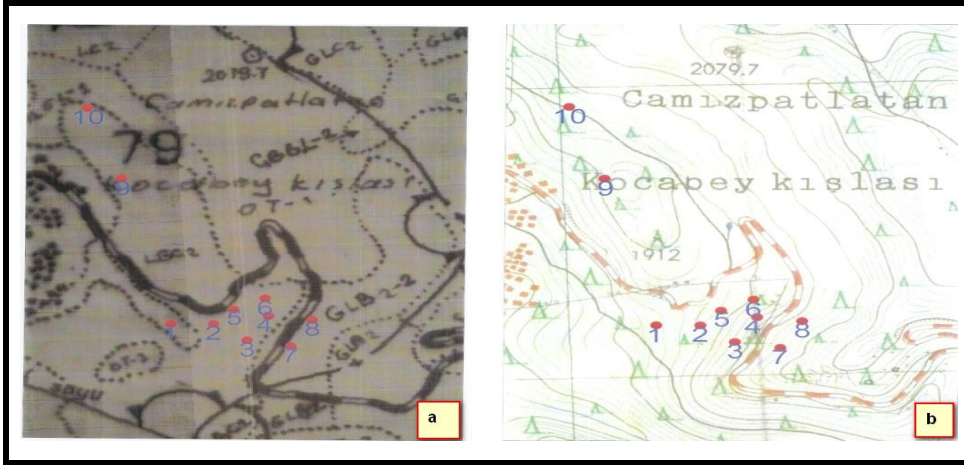 LC2
GLC2
2079.7
Camızpatlatan
10
79
GBGL-2
9
Kocabey kışlası
OT-1
LBC2
GLB2-2
6
5
4
8
1
2
3
7
a
2079.7
Camızpatlatan
10
Kocabey kışlası
9
1912
6
5
4
8
1
2
3
7
b